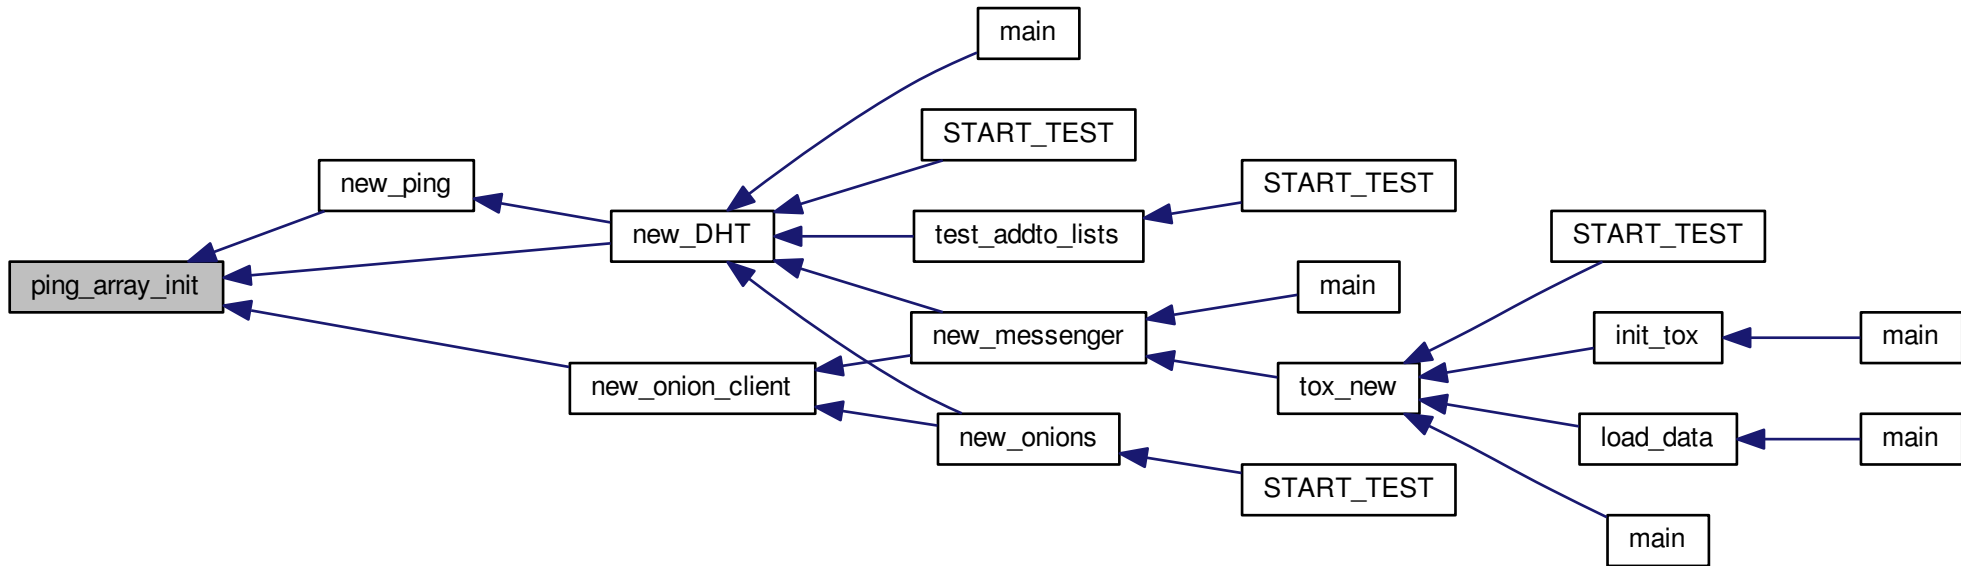 main
START_TEST
new_ping
START_TEST
new_DHT
test_addto_lists
START_TEST
ping_array_init
main
new_messenger
init_tox
main
new_onion_client
tox_new
new_onions
load_data
main
START_TEST
main